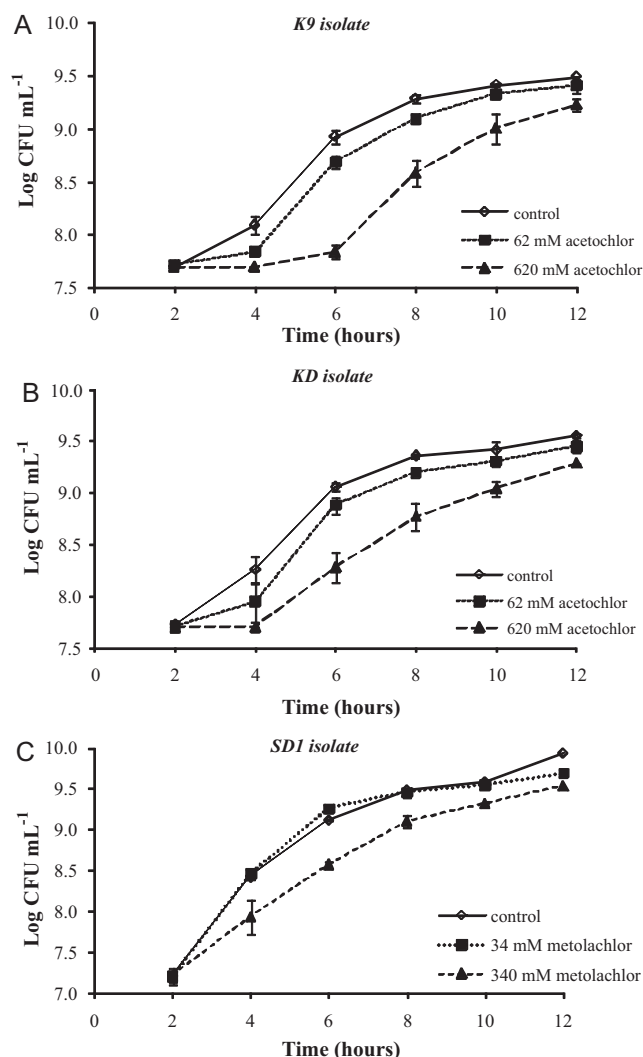 A
K9 isolate
10.0
9.5
9.0
8.5
8.0
7.5
Log CFU mL⁻¹
control
62 mM acetochlor
620 mM acetochlor
0 2 4 6 8 10 12
Time (hours)
B
KD isolate
10.0
9.5
9.0
8.5
8.0
7.5
Log CFU mL⁻¹
control
62 mM acetochlor
620 mM acetochlor
0 2 4 6 8 10 12
Time (hours)
C
SD1 isolate
10.0
9.5
9.0
8.5
8.0
7.5
7.0
Log CFU mL⁻¹
control
34 mM metolachlor
340 mM metolachlor
0 2 4 6 8 10 12
Time (hours)